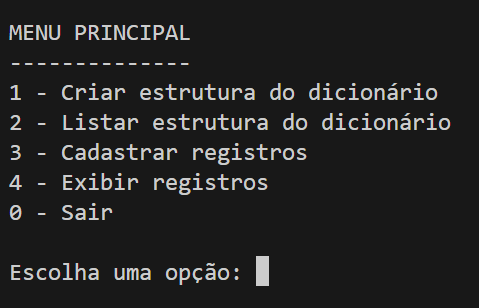 MENU PRINCIPAL
--------------
1 - Criar estrutura do dicionário
2 - Listar estrutura do dicionário
3 - Cadastrar registros
4 - Exibir registros
0 - Sair
Escolha uma opção: